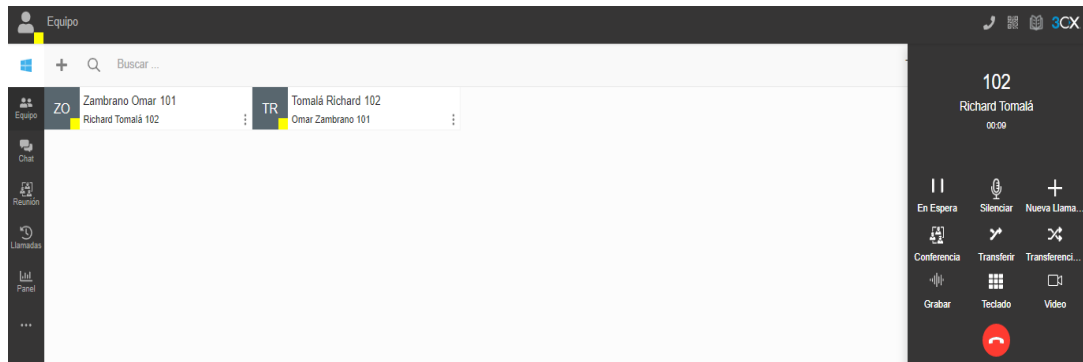 Equipo
3CX
Buscar ...
Equipo
Chat
Reunión
Llamadas
Panel
ZO
Zambrano Omar 101
Richard Tomalá 102
TR
Tomalá Richard 102
Omar Zambrano 101
102
Richard Tomalá
00:09
En Espera
Silenciar
Nueva Llama...
Conferencia
Transferir
Transferenci...
Grabar
Teclado
Video